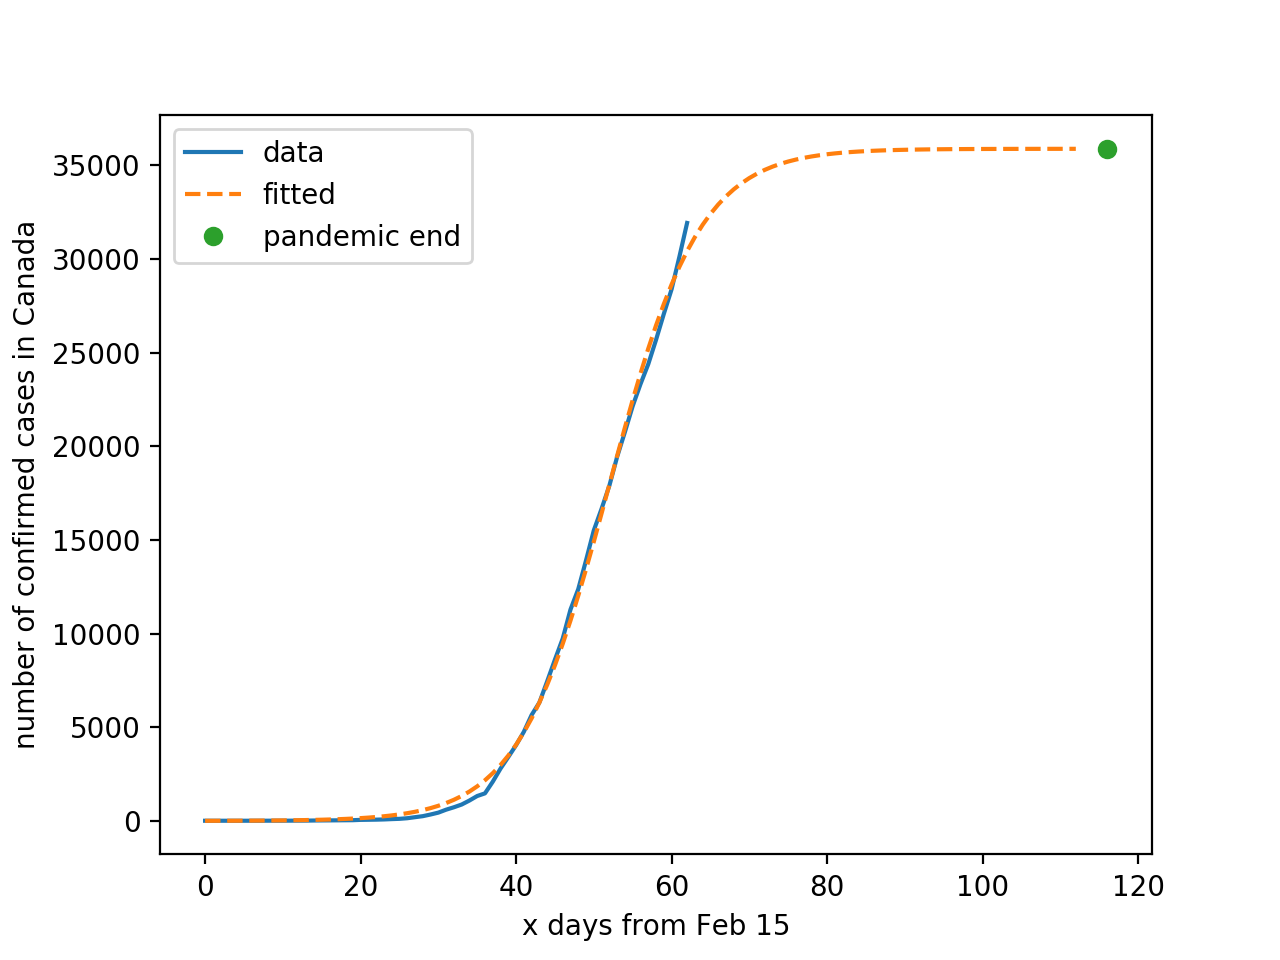 data
fitted
pandemic end
number of confirmed cases in Canada
35000
30000
25000
20000
15000
10000
5000
0
0 20 40 60 80 100 120
x days from Feb 15